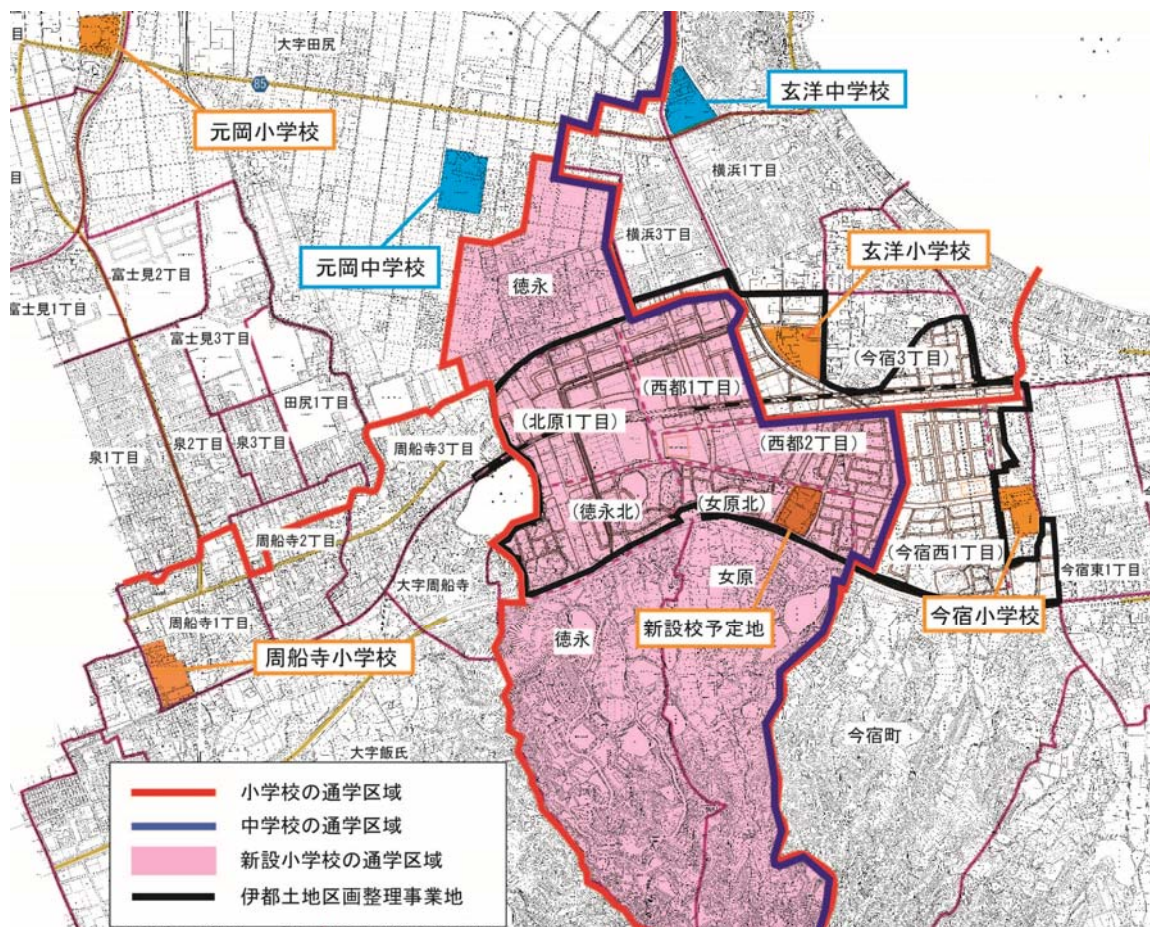 目
大字田尻
85
玄洋中学校
元岡小学校
横浜1丁目
目
元岡中学校
横浜3丁目
玄洋小学校
富士見2丁目
徳永
富士見1丁目
富士見3丁目
(今宿3丁目)
(西都1丁目)
田尻1丁目
(北原1丁目)
泉2丁目
泉3丁目
周船寺3丁目
(西都2丁目)
泉1丁目
(徳永北)
(女原北)
周船寺2丁目
(今宿西1丁目)
大字周船寺
女原
今宿東1丁目
周船寺1丁目
新設校予定地
今宿小学校
徳永
周船寺小学校
今宿町
大字飯氏
小学校の通学区域
中学校の通学区域
新設小学校の通学区域
伊都土地区画整理事業地